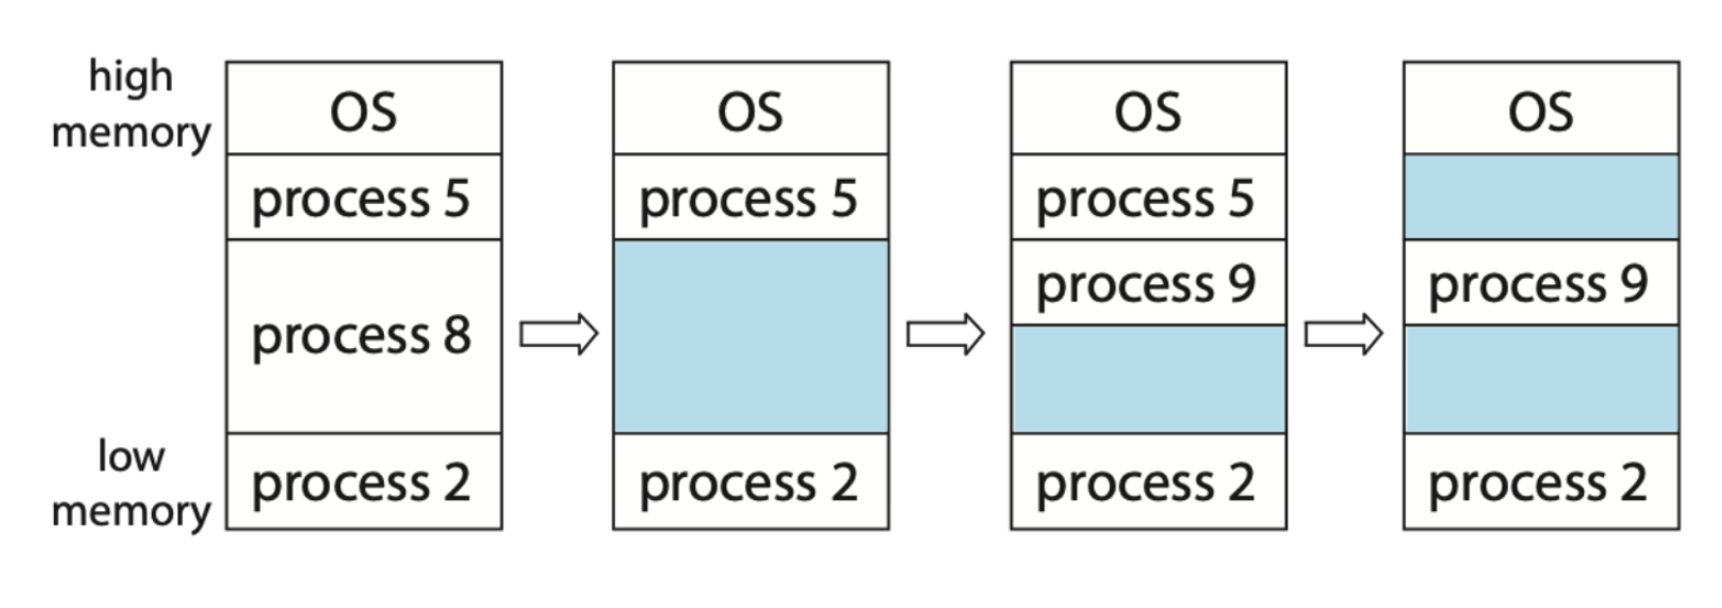 high
memory
low
memory
OS
process 5
process 8
process 2
OS
process 5
process 2
OS
process 5
process 9
process 2
OS
process 9
process 2